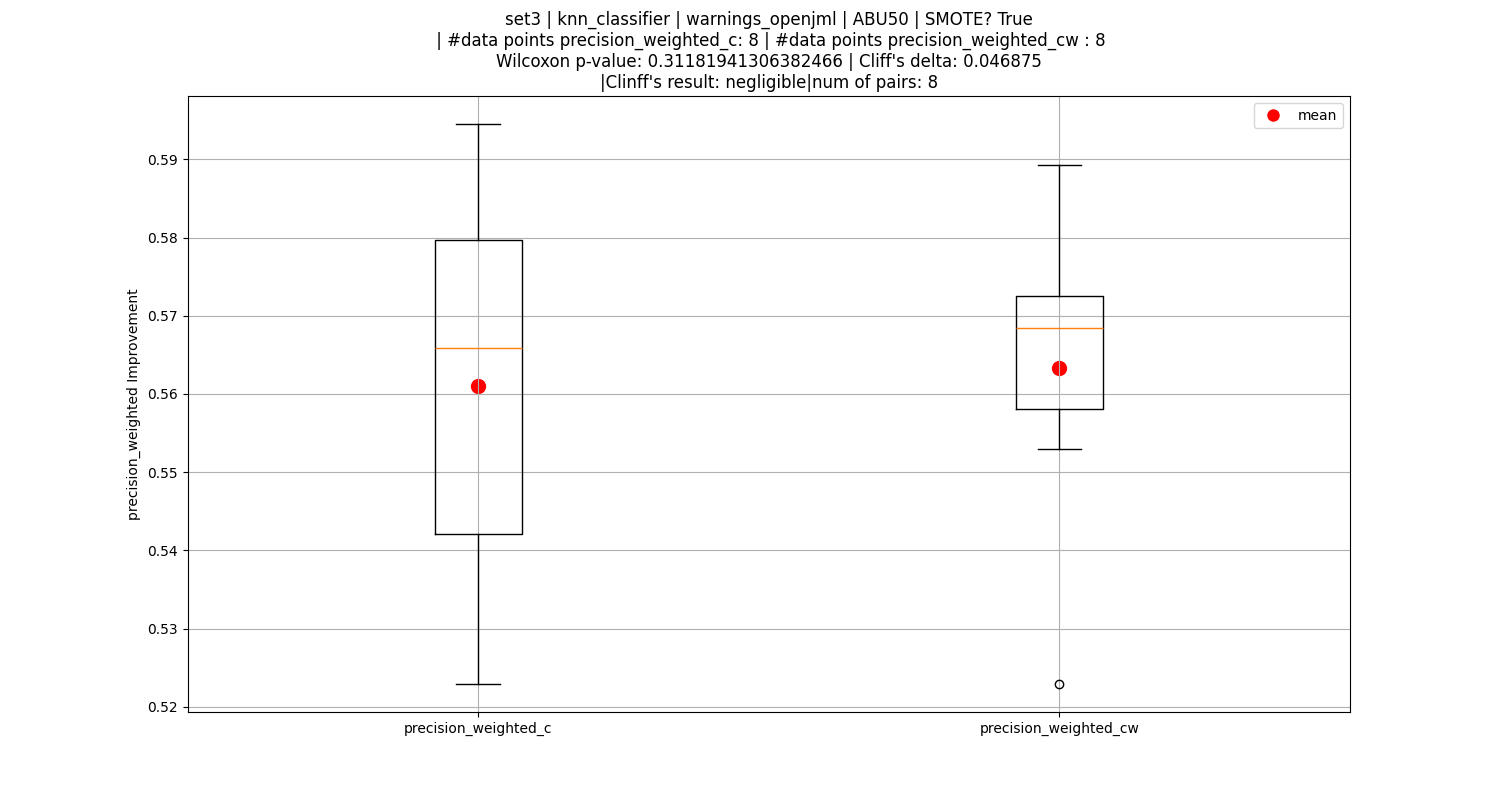 set3 | knn_classifier | warnings_openjml | ABU50 | SMOTE? True
| #data points precision_weighted_c: 8 | #data points precision_weighted_cw : 8
Wilcoxon p-value: 0.31181941306382466 | Cliff's delta: 0.046875
|Clinff's result: negligible|num of pairs: 8
mean
0.59
0.58
0.57
0.56
0.55
0.54
0.53
0.52
precision_weighted Improvement
precision_weighted_c
precision_weighted_cw